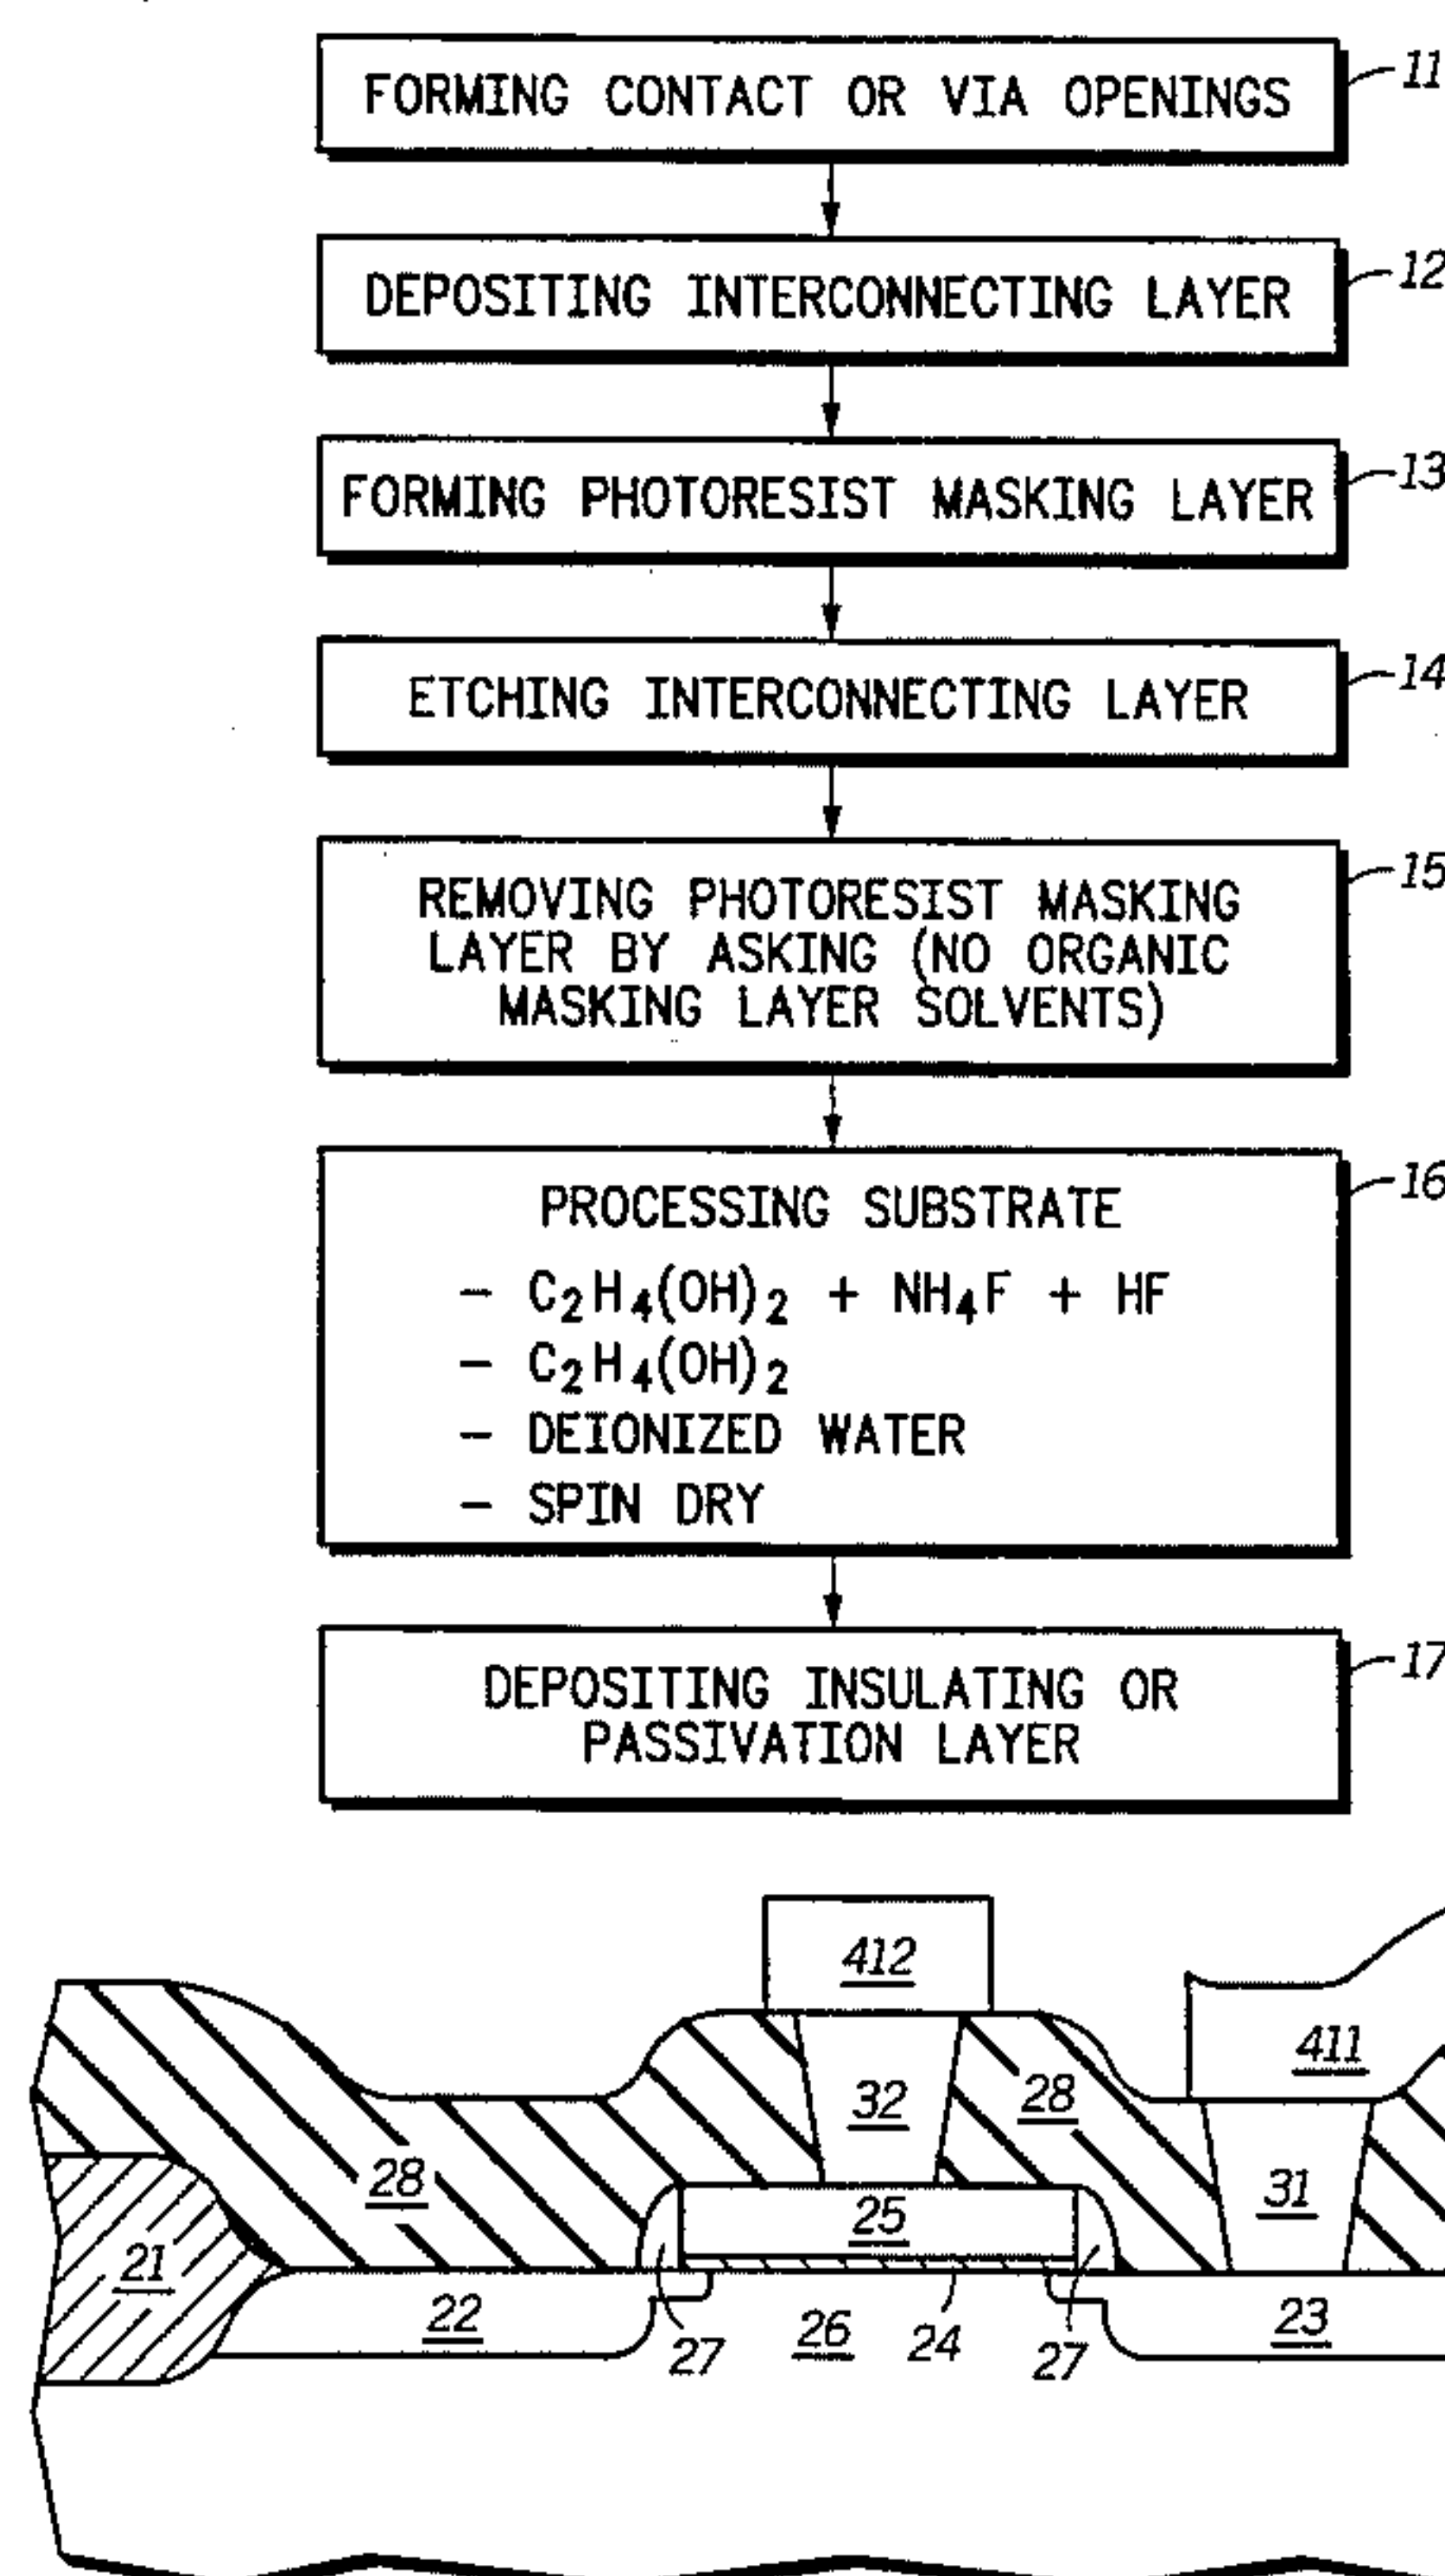 FORMING CONTACT OR VIA OPENINGS
11
DEPOSITING INTERCONNECTING LAYER
12
FORMING PHOTORESIST MASKING LAYER
13
ETCHING INTERCONNECTING LAYER
14
REMOVING PHOTORESIST MASKING
LAYER BY ASKING (NO ORGANIC
MASKING LAYER SOLVENTS)
15
PROCESSING SUBSTRATE
16
- C₂H₄(OH)₂ + NH₄F + HF
- C₂H₄(OH)₂
- DEIONIZED WATER
- SPIN DRY
DEPOSITING INSULATING OR
PASSIVATION LAYER
17
412
411
32
28
28
31
25
21
22
27
26
24
27
23